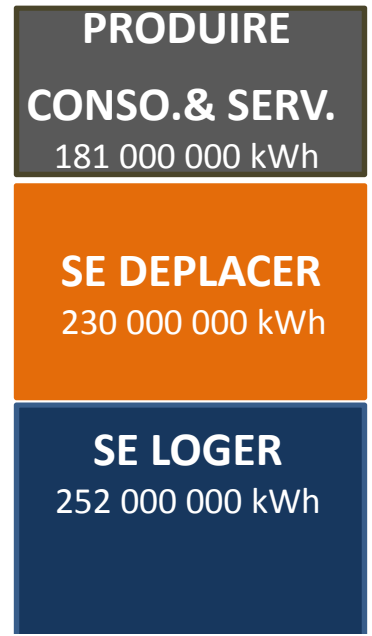 PRODUIRE
CONSO.& SERV.
181 000 000 kWh
SE DEPLACER
230 000 000 kWh
SE LOGER
252 000 000 kWh